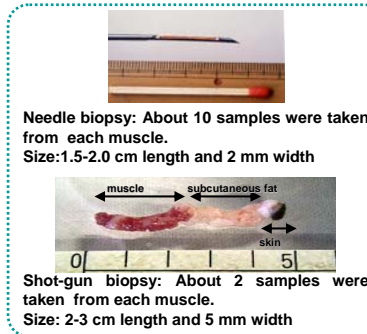 Needle biopsy: About 10 samples were taken
from each muscle.
Size:1.5-2.0 cm length and 2 mm width
muscle subcutaneous fat
skin
0 5
Shot-gun biopsy: About 2 samples were
taken from each muscle.
Size: 2-3 cm length and 5 mm width